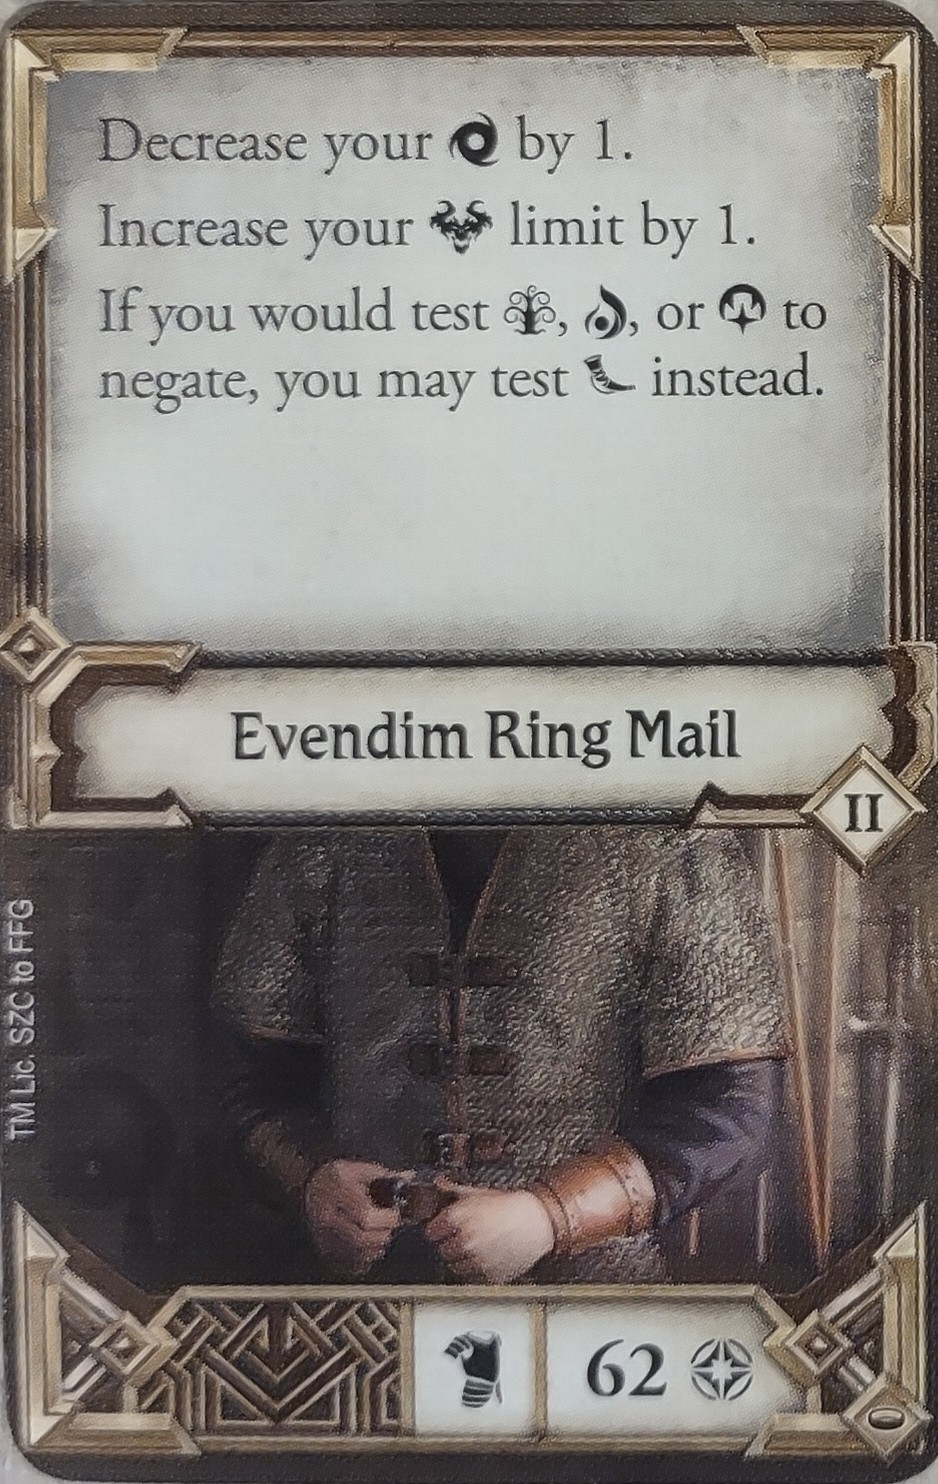 Decrease your by 1.
Increase your limit by 1.
If you would test , , or to
negate, you may test instead.
Evendim Ring Mail
II
TM Lic. SZC to FFG
62